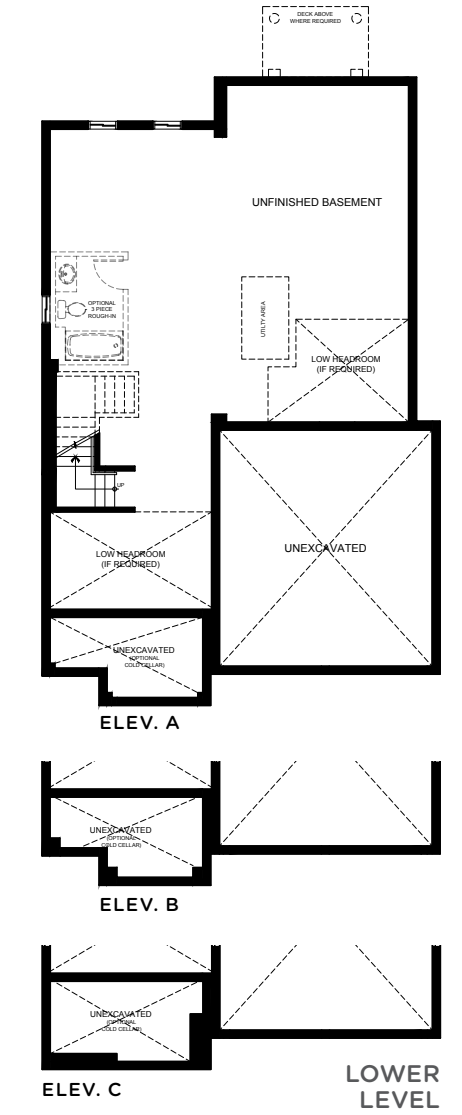 DECK ABOVE
WHERE REQUIRED
UNFINISHED BASEMENT
OPTIONAL
3 PIECE
ROUGH-IN
UTILTY AREA
LOW HEADROOM
(IF REQUIRED)
UP
LOW HEADROOM
(IF REQUIRED)
UNEXCAVATED
UNEXCAVATED
(OPTIONAL
COLD CELLAR)
ELEV. A
UNEXCAVATED
(OPTIONAL
COLD CELLAR)
ELEV. B
UNEXCAVATED
(OPTIONAL
COLD CELLAR)
ELEV. C
LOWER
LEVEL